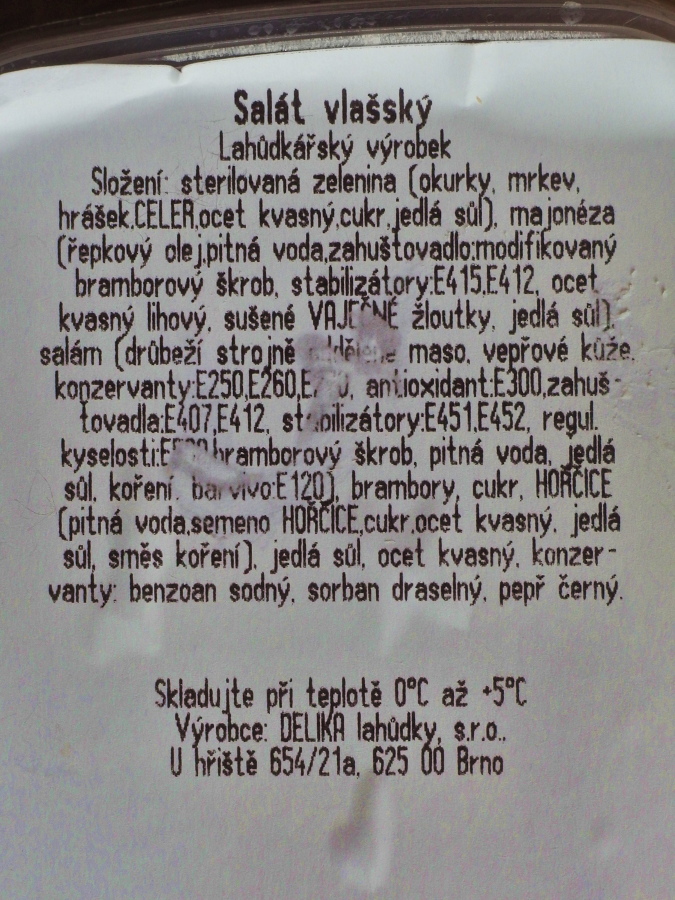 Salát vlašský
Lahůdkářský výrobek
Složení: sterilovaná zelenina (okurky, mrkev,
hrášek,CELER,ocet kvasný,cukr,jedlá sůl), majonéza
(řepkový olej,pitná voda,zahušťovadlo:modifikovaný
bramborový škrob, stabilizátory:E415,E412, ocet
kvasný lihový, sušené VAJEČNÉ žloutky, jedlá sůl),
salám (drůbeží strojně oddělené maso, vepřové kůže,
konzervanty:E250,E260, antioxidant:E300,zahuš-
ťovadla:E407,E412, stabilizátory:E451,E452, regul.
kyselosti: bramborový škrob, pitná voda, jedlá
sůl, koření, barvivo:E120), brambory, cukr, HOŘČICE
(pitná voda,semeno HOŘČICE,cukr,ocet kvasný, jedlá
sůl, směs koření), jedlá sůl, ocet kvasný, konzer-
vanty: benzoan sodný, sorban draselný, pepř černý.
Skladujte při teplotě 0°C až +5°C
Výrobce: DELIKA lahůdky, s.r.o.,
U hřiště 654/21a, 625 00 Brno